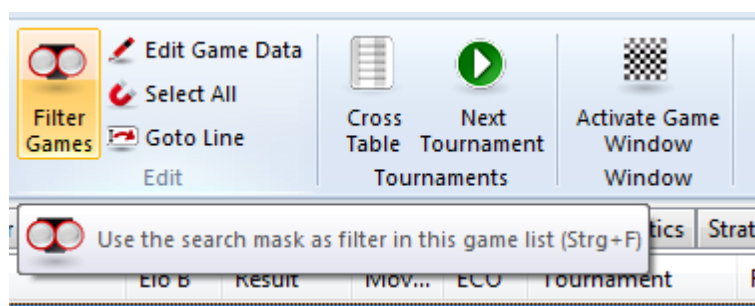 Edit Game Data
Select All
Filter
Games
Goto Line
Cross
Table
Next
Tournament
Activate Game
Window
Edit
Tournaments
Window
Use the search mask as filter in this game list (Strg+F)
tics
Strat
Elo B
Result
Mov...
ECO
Tournament